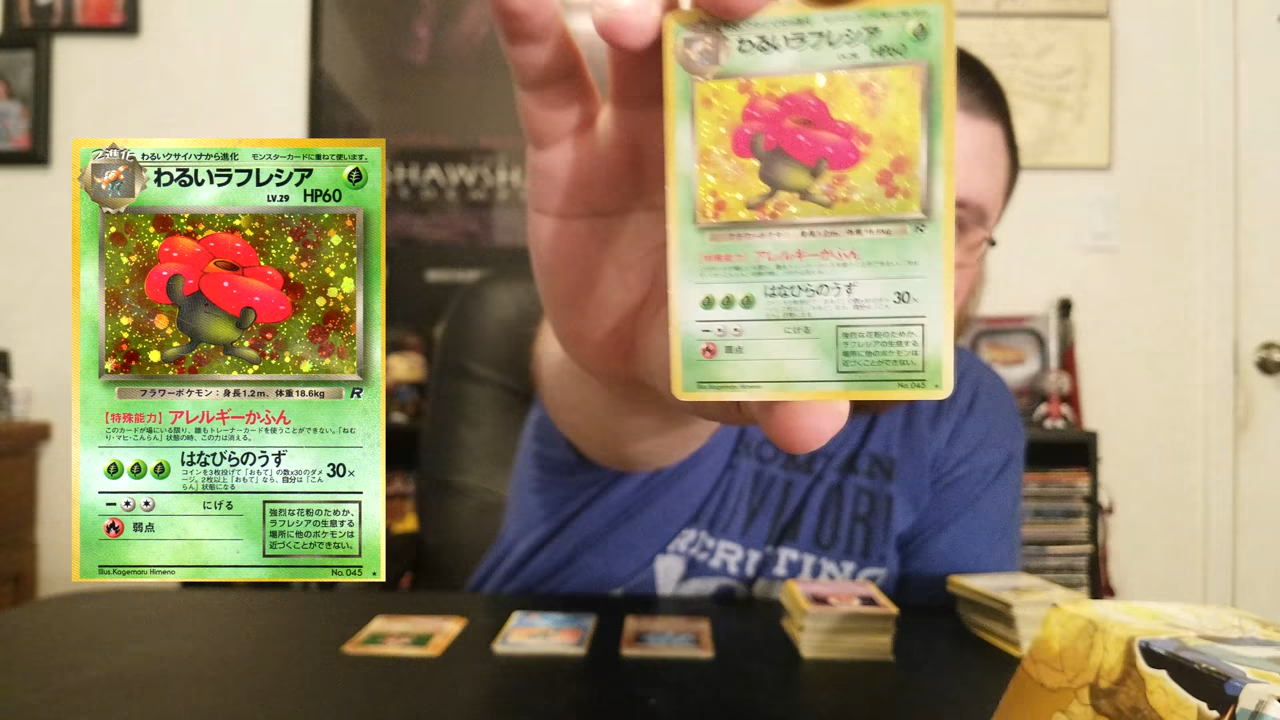 2進化
わるいクサイハナから進化 モンスターカードに重ねて使います。
わるいラフレシア
LV.29 HP60
フラワーポケモン：身長1.2m、体重18.6kg R
【特殊能力】アレルギーかふん
このカードが場にいる限り、誰もトレーナーカードを使うことができない。「ねむ
り・マヒ・こんらん」状態の時、この力は消える。
はなびらのうず
30×
コインを3枚投げて「おもて」の数×30のダメ
ージ。2枚以上「おもて」なら、自分は「こん
らん」状態になる
にげる
弱点
強烈な花粉のためか、
ラフレシアの生息する
場所に他のポケモンは
近づくことができない。
Illus.Kagemaru Himeno No.045
わるいラフレシア
LV.29 HP60
【特殊能力】アレルギーかふん
はなびらのうず
30×
にげる
弱点
強烈な花粉のためか、
ラフレシアの生息する
場所に他のポケモンは
近づくことができない。
Illus.Kagemaru Himeno No.045
HAWSH